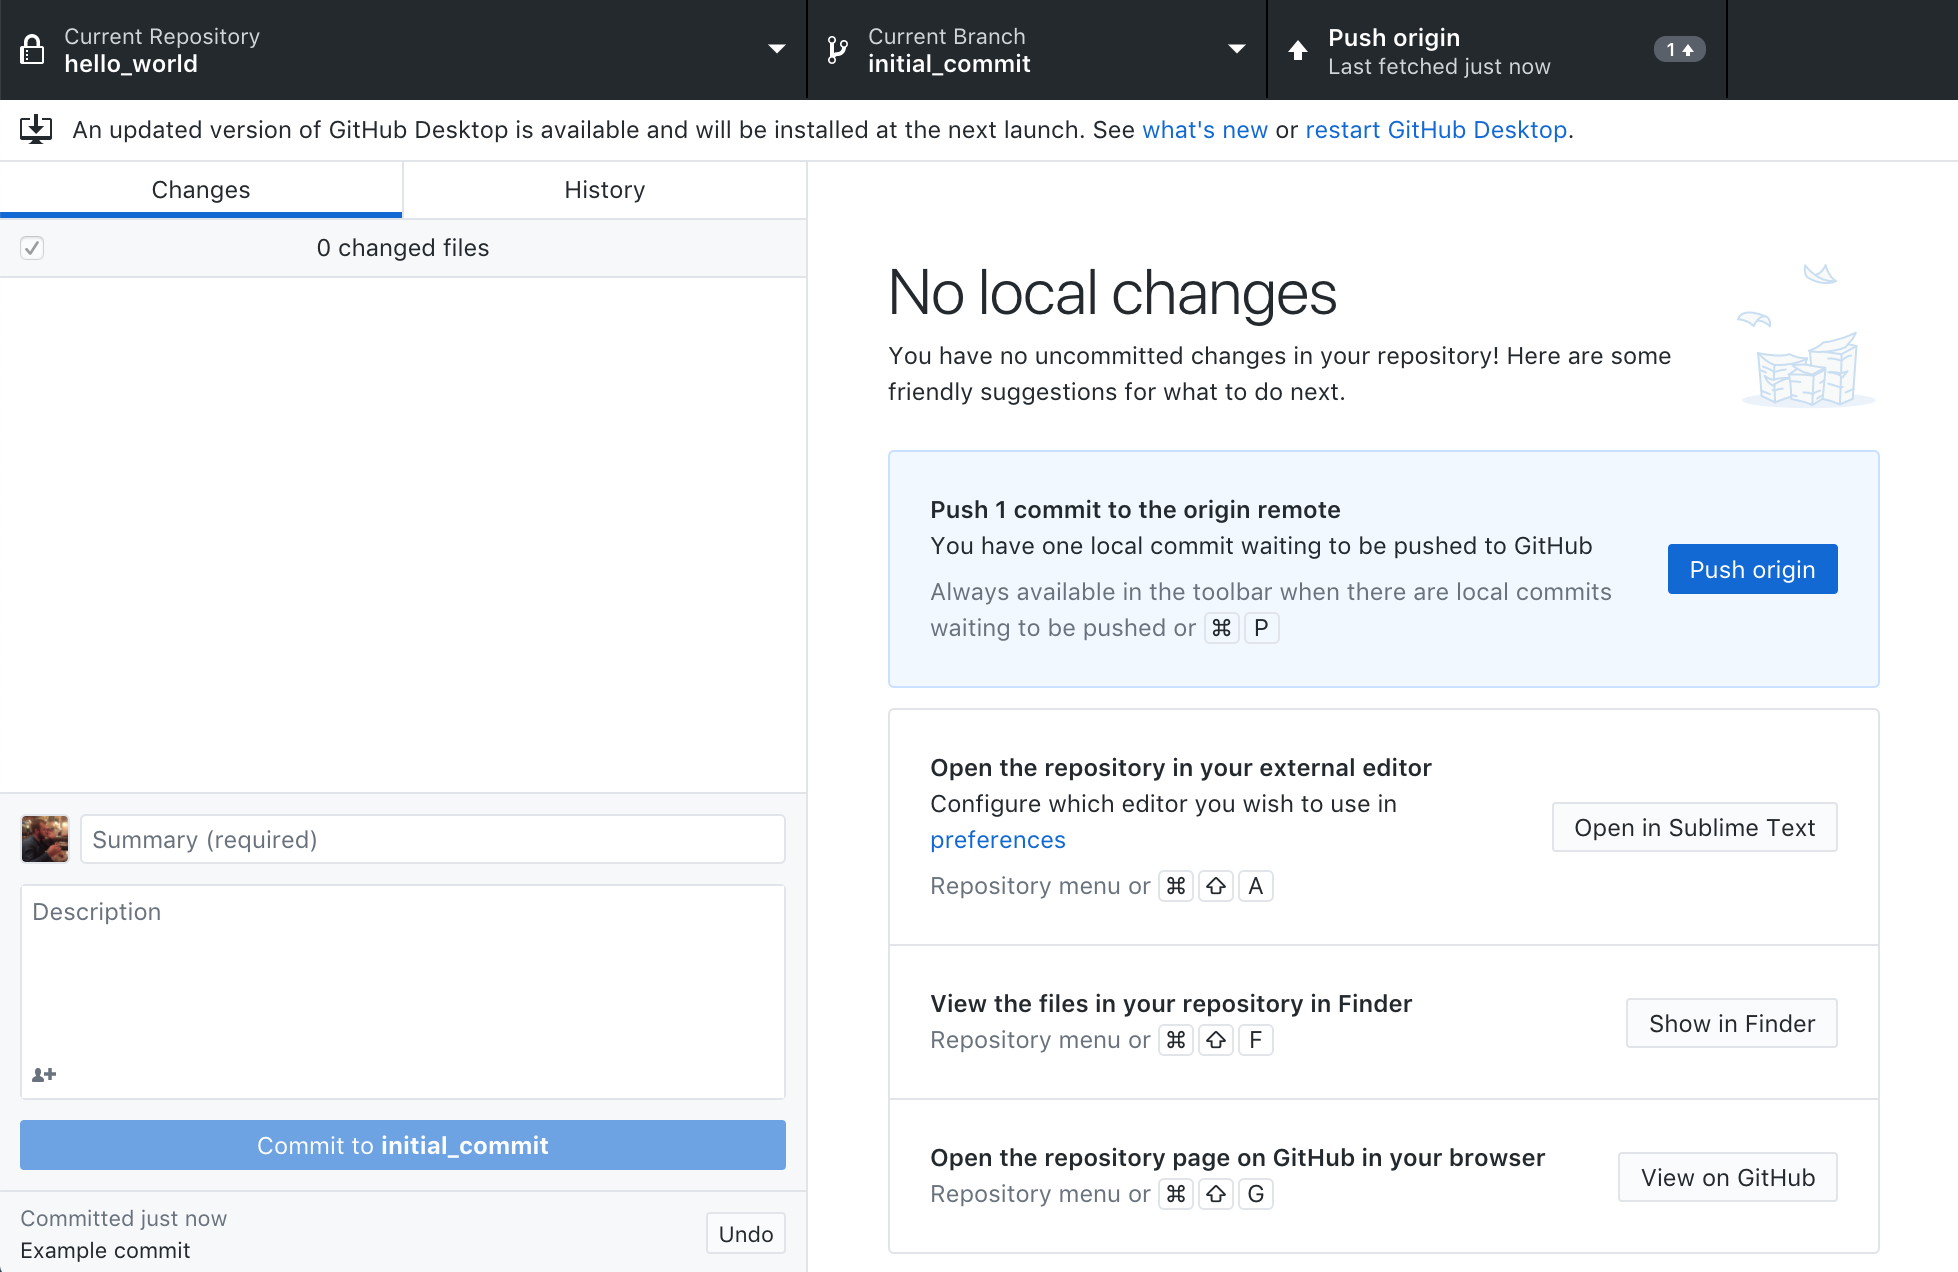 Current Repository
hello_world
Current Branch
initial_commit
Push origin
Last fetched just now
1
An updated version of GitHub Desktop is available and will be installed at the next launch. See what's new or restart GitHub Desktop.
Changes
History
0 changed files
No local changes
You have no uncommitted changes in your repository! Here are some
friendly suggestions for what to do next.
Push 1 commit to the origin remote
You have one local commit waiting to be pushed to GitHub
Always available in the toolbar when there are local commits
waiting to be pushed or ⌘ P
Push origin
Open the repository in your external editor
Configure which editor you wish to use in
preferences
Repository menu or ⌘ ⇧ A
Open in Sublime Text
View the files in your repository in Finder
Repository menu or ⌘ ⇧ F
Show in Finder
Open the repository page on GitHub in your browser
Repository menu or ⌘ ⇧ G
View on GitHub
Summary (required)
Description
Commit to initial_commit
Committed just now
Example commit
Undo